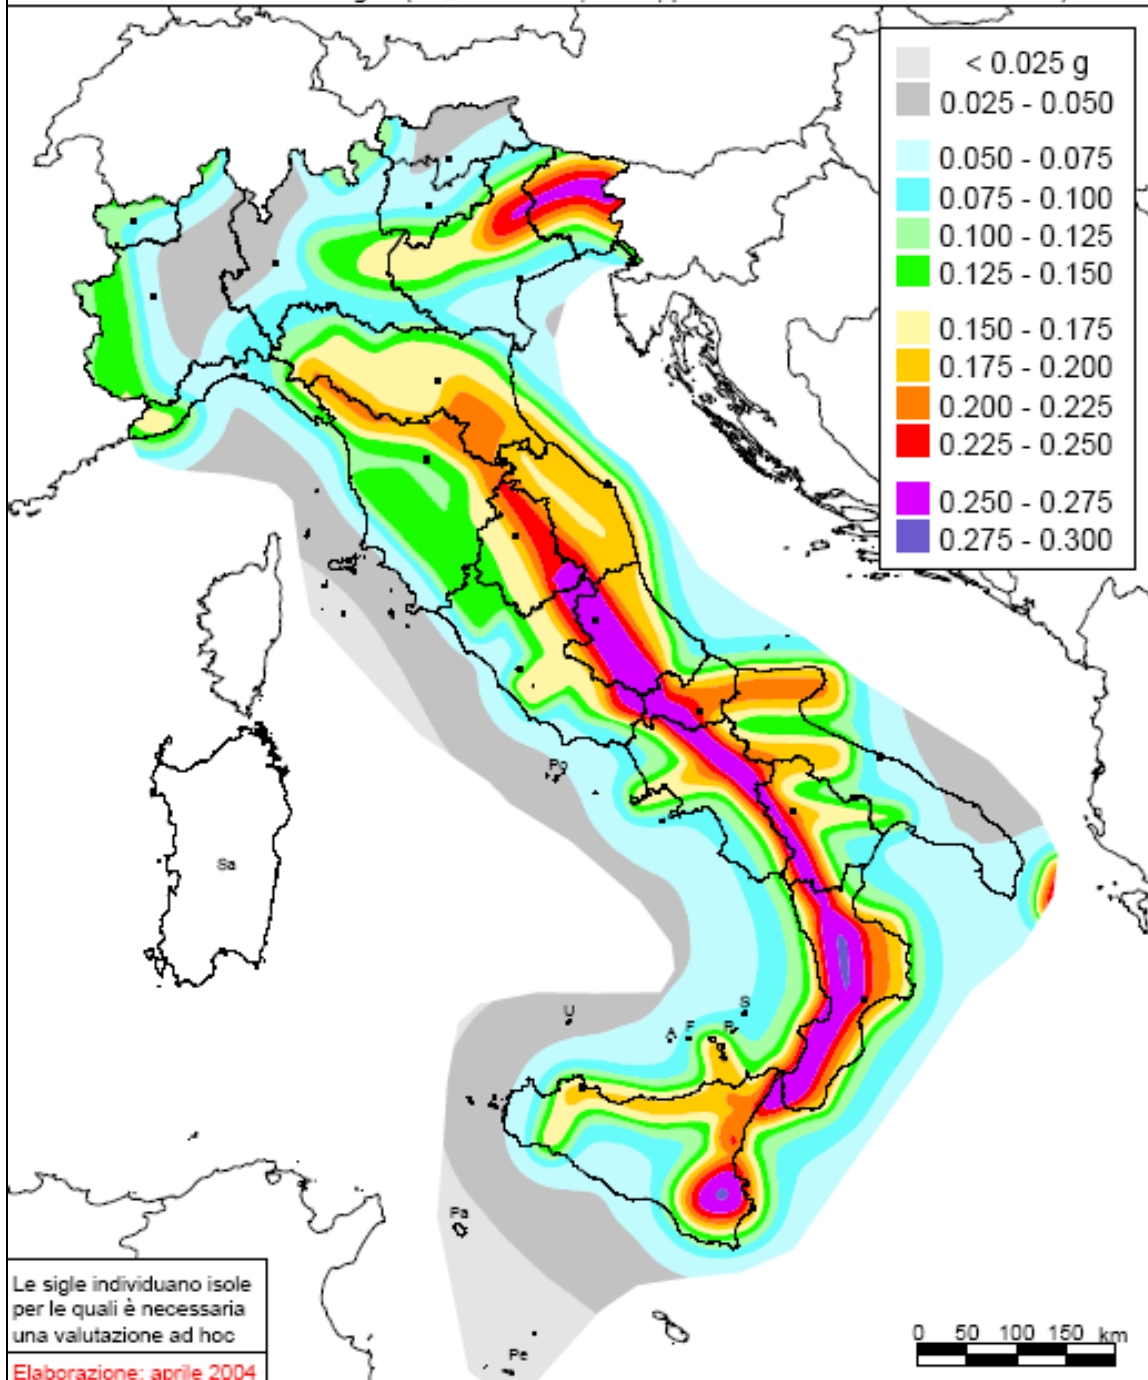 < 0.025 g
0.025 - 0.050
0.050 - 0.075
0.075 - 0.100
0.100 - 0.125
0.125 - 0.150
0.150 - 0.175
0.175 - 0.200
0.200 - 0.225
0.225 - 0.250
0.250 - 0.275
0.275 - 0.300
Po
Sa
S
U
A F
Pa
Pe
Le sigle individuano isole
per le quali è necessaria
una valutazione ad hoc
Elaborazione: aprile 2004
0 50 100 150 km